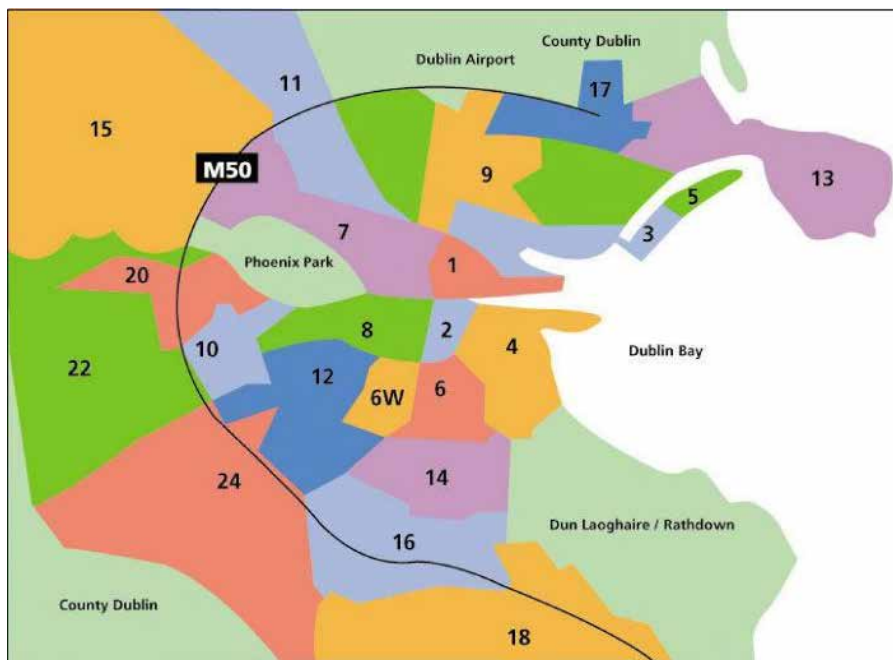 County Dublin
Dublin Airport
11
17
15
M50
9
13
5
7
3
Phoenix Park
1
20
8
2
4
10
Dublin Bay
22
12
6W
6
24
14
16
Dun Laoghaire / Rathdown
County Dublin
18